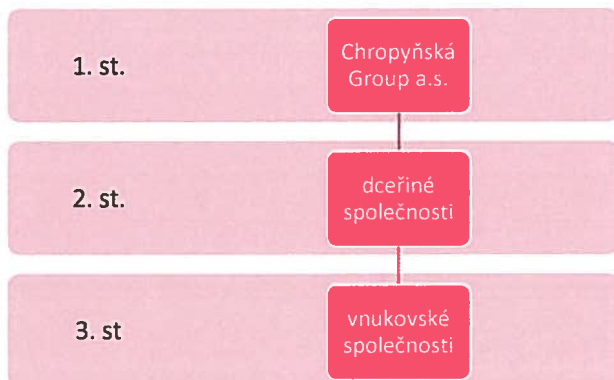 1. st.
Chropyňská
Group a.s.
2. st.
dceřiné
společnosti
3. st
vnukovské
společnosti